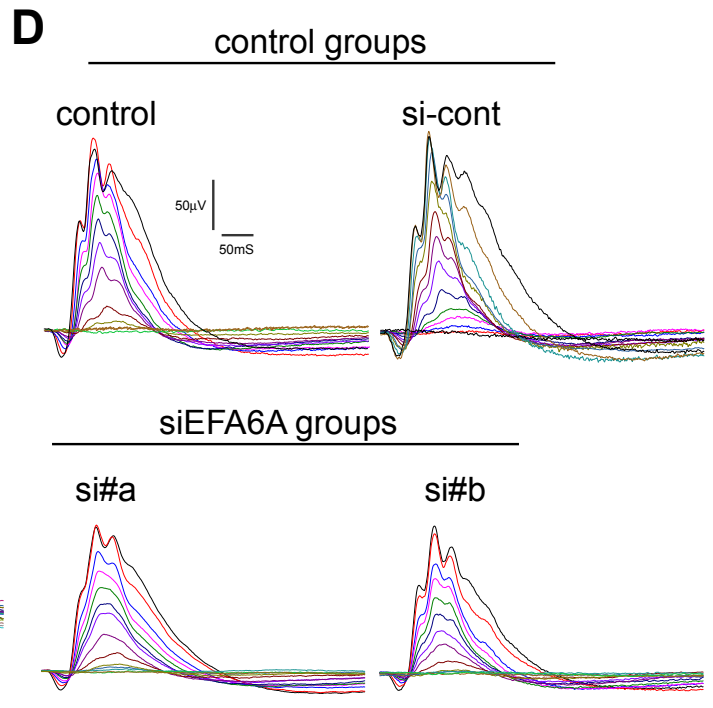 D
control groups
control
si-cont
50µV
50mS
siEFA6A groups
si#a
si#b